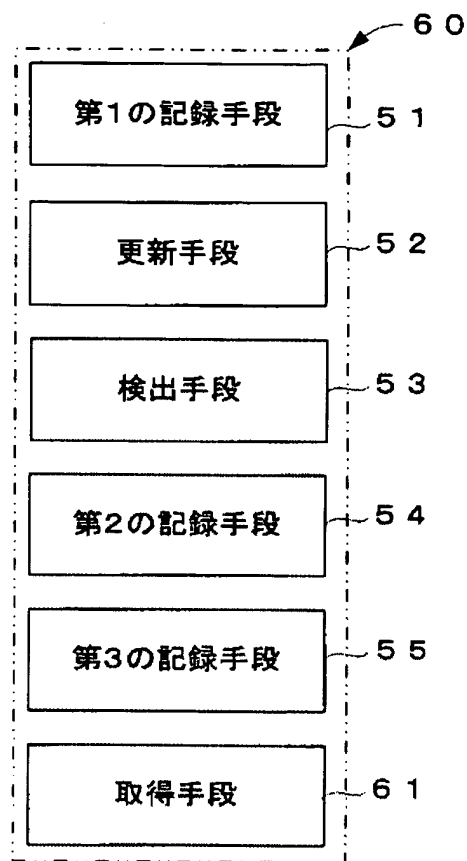 60
第1の記録手段 51
更新手段 52
検出手段 53
第2の記録手段 54
第3の記録手段 55
取得手段 61